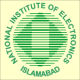 NATIONAL INSTITUTE OF ELECTRONICS
ISLAMABAD